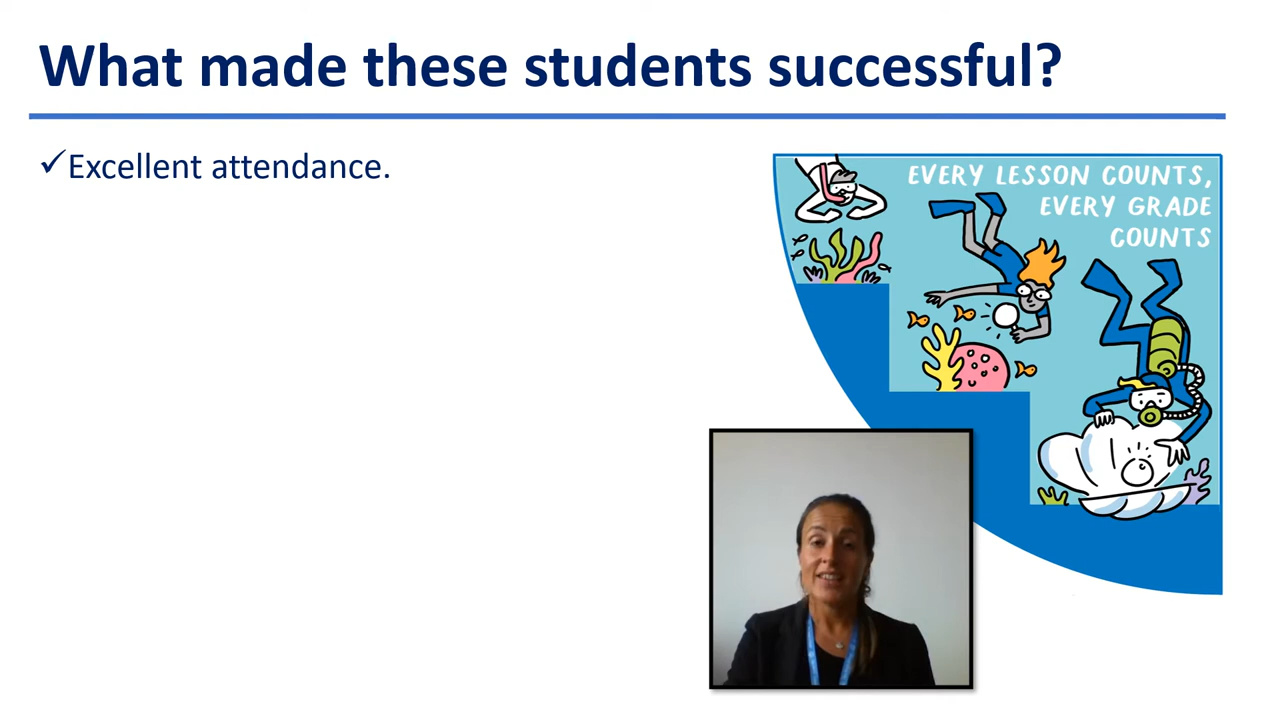 What made these students successful?
✓Excellent attendance.
EVERY LESSON COUNTS,
EVERY GRADE
COUNTS